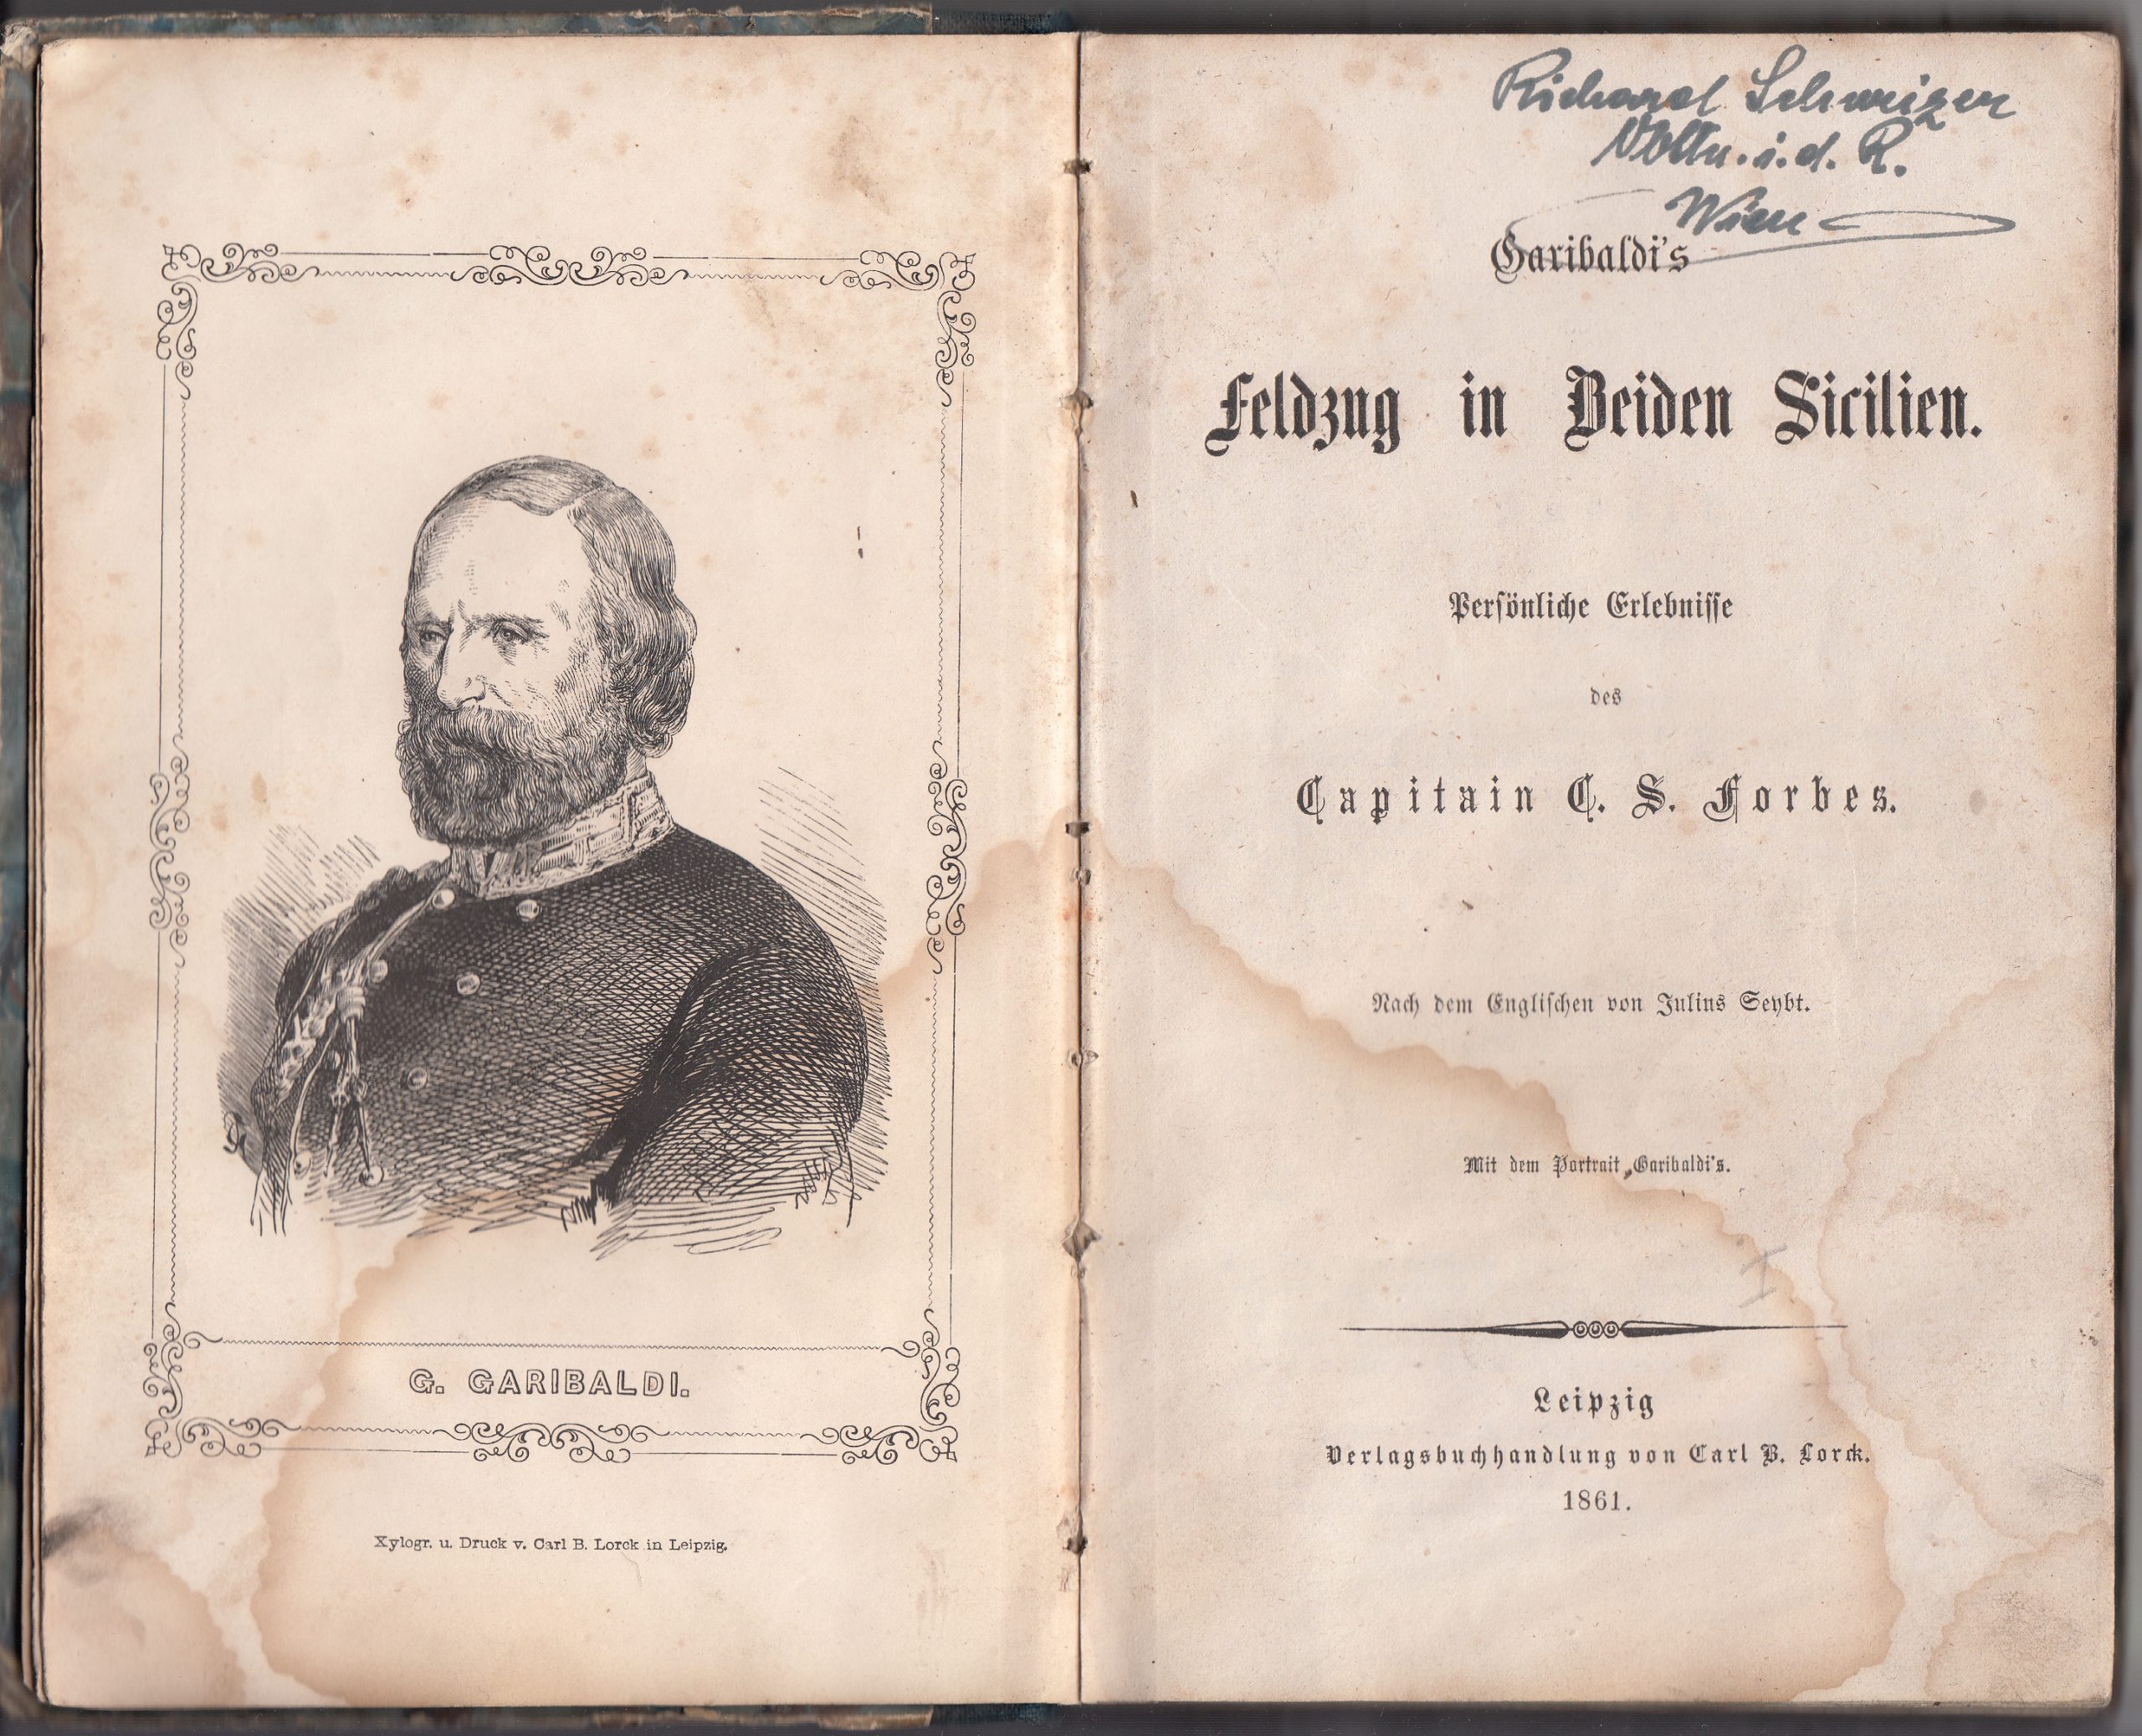 G. GARIBALDI.
Xylogr. u. Druck v. Carl B. Lorck in Leipzig.
Richard Schweizer
i. d. R.
Wien
Garibaldi's
Feldzug in Beiden Sicilien.
Persönliche Erlebnisse
des
Capitain C. S. Forbes.
Nach dem Englischen von Julius Seybt.
Mit dem Portrait Garibaldi's.
Leipzig
Verlagsbuchhandlung von Carl B. Lorck.
1861.